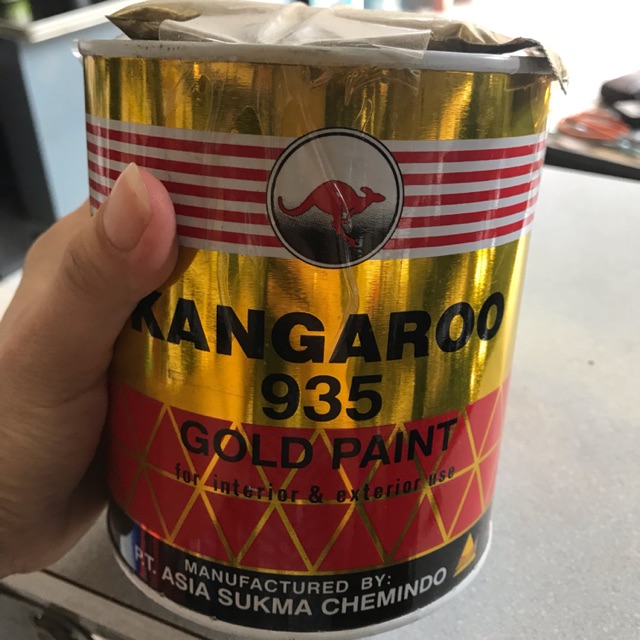 KANGAROO
935
GOLD PAINT
for interior & exterior use
MANUFACTURED BY:
PT. ASIA SUKMA CHEMINDO